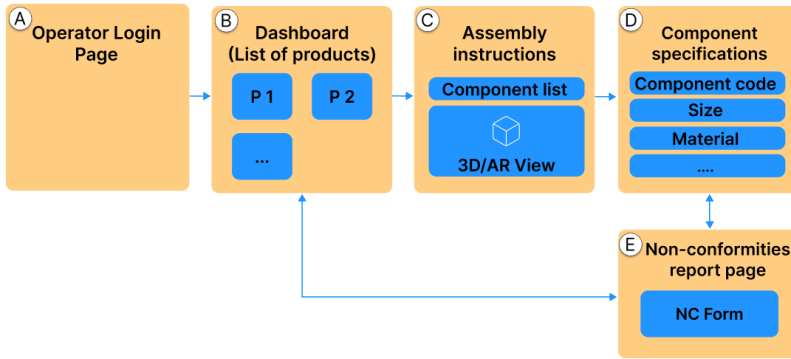 A
Operator Login
Page
B
Dashboard
(List of products)
P 1
P 2
...
C
Assembly
instructions
Component list
3D/AR View
D
Component
specifications
Component code
Size
Material
....
E
Non-conformities
report page
NC Form